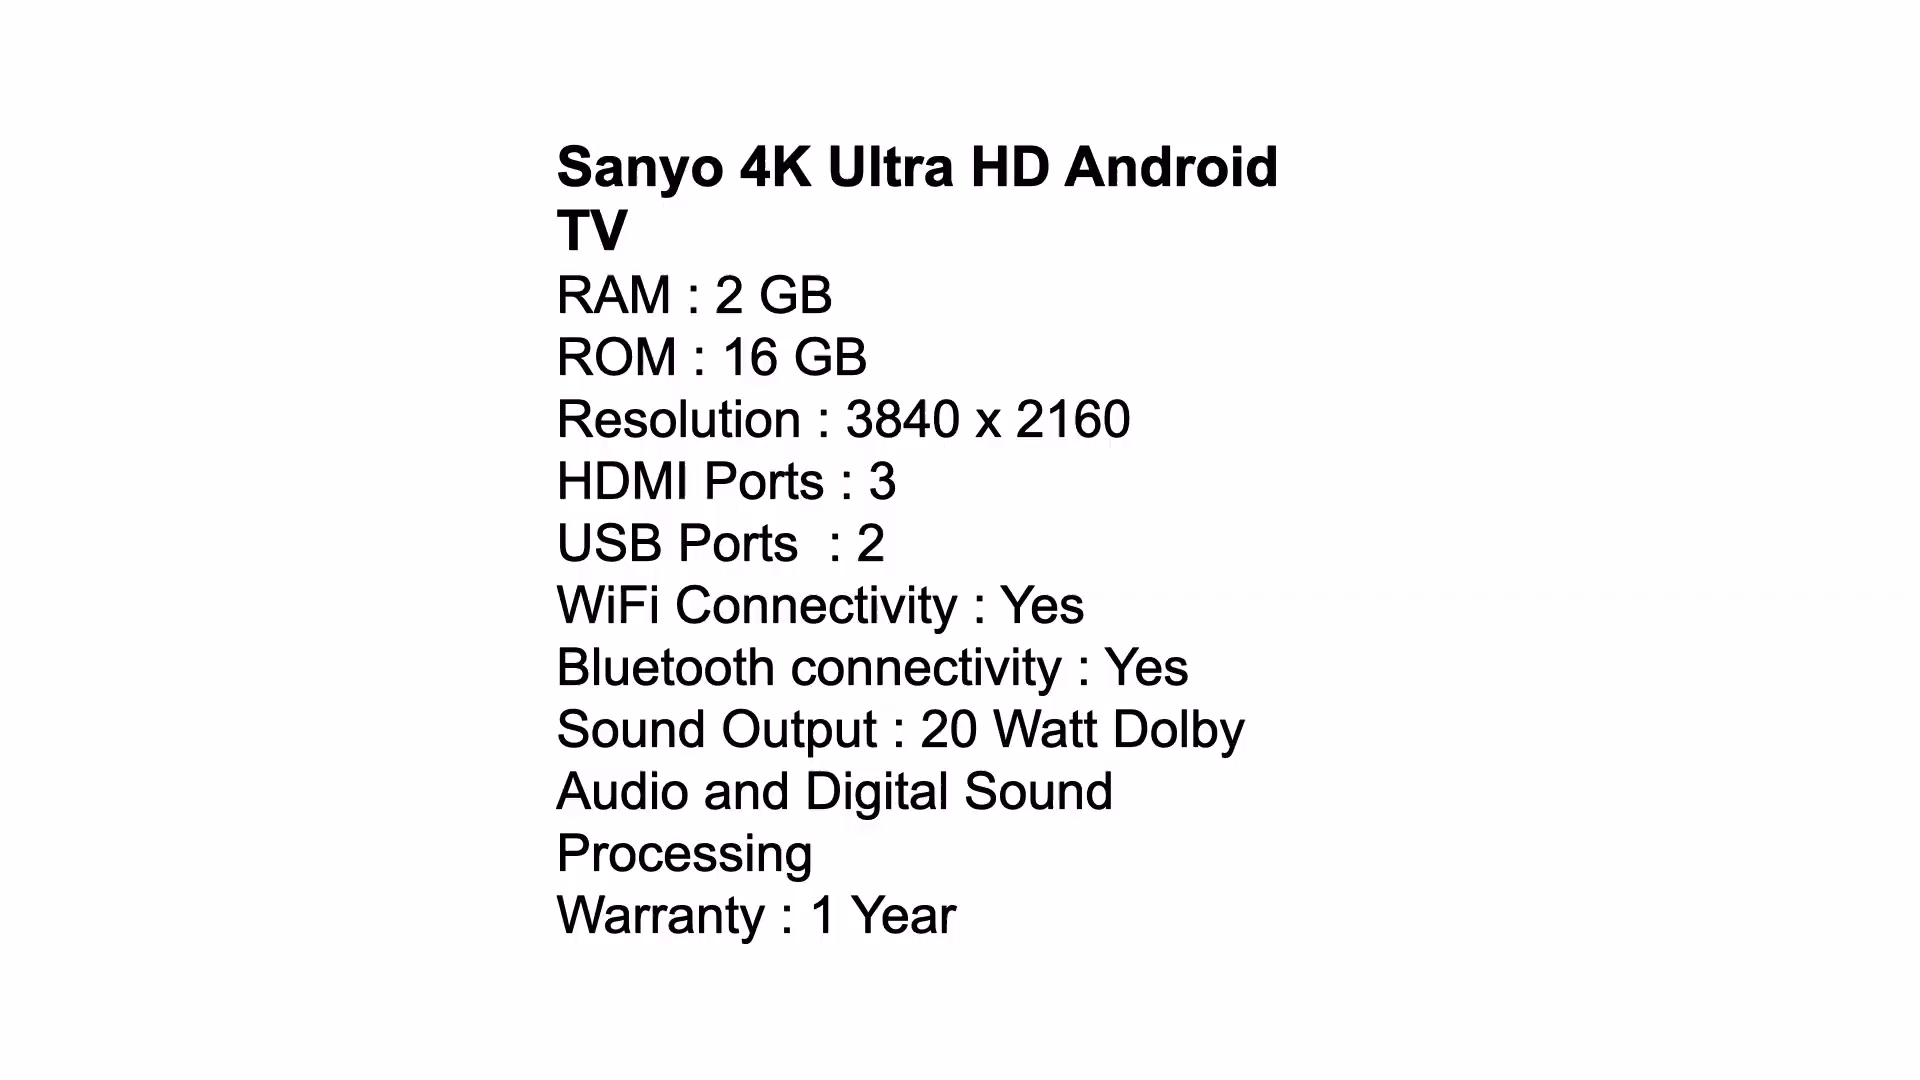 Sanyo 4K Ultra HD Android
TV
RAM : 2 GB
ROM : 16 GB
Resolution : 3840 x 2160
HDMI Ports : 3
USB Ports  : 2
WiFi Connectivity : Yes
Bluetooth connectivity : Yes
Sound Output : 20 Watt Dolby
Audio and Digital Sound
Processing
Warranty : 1 Year